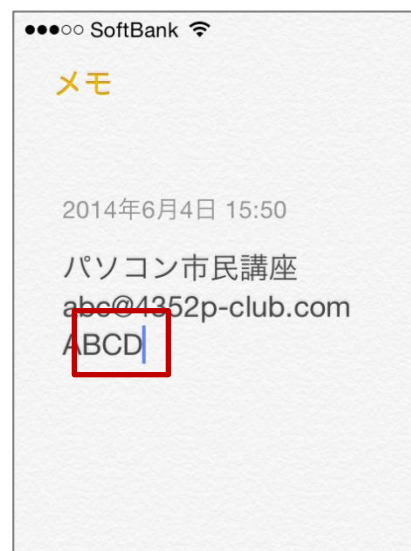 ●●●○○ SoftBank
メモ
2014年6月4日 15:50
パソコン市民講座
abc@4352p-club.com
ABCD